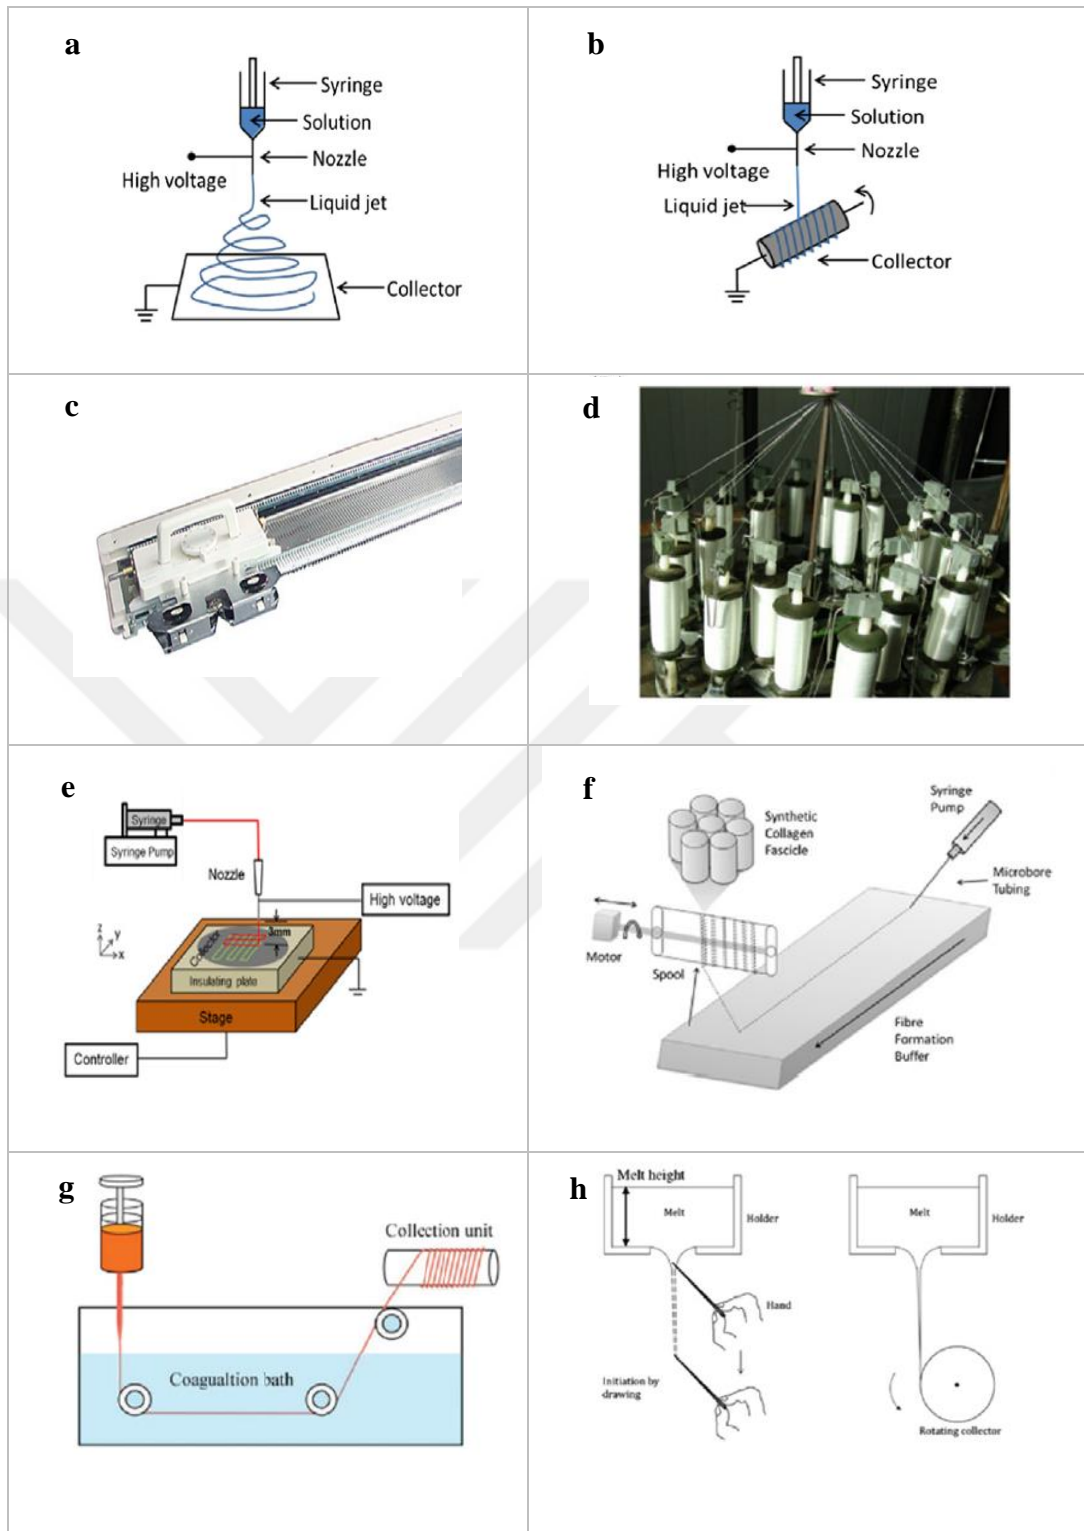 a
Syringe
Solution
Nozzle
High voltage
Liquid jet
Collector
b
Syringe
Solution
Nozzle
High voltage
Liquid jet
Collector
c
d
e
Syringe
Syringe Pump
Nozzle
High voltage
3mm
z
y
x
Collector
Insulating plate
Stage
Controller
f
Syringe
Pump
Synthetic
Collagen
Fascicle
Microbore
Tubing
Motor
Spool
Fibre
Formation
Buffer
g
Collection unit
Coagualtion bath
h
Melt height
Melt
Holder
Hand
Initiation by
drawing
Melt
Holder
Rotating collector